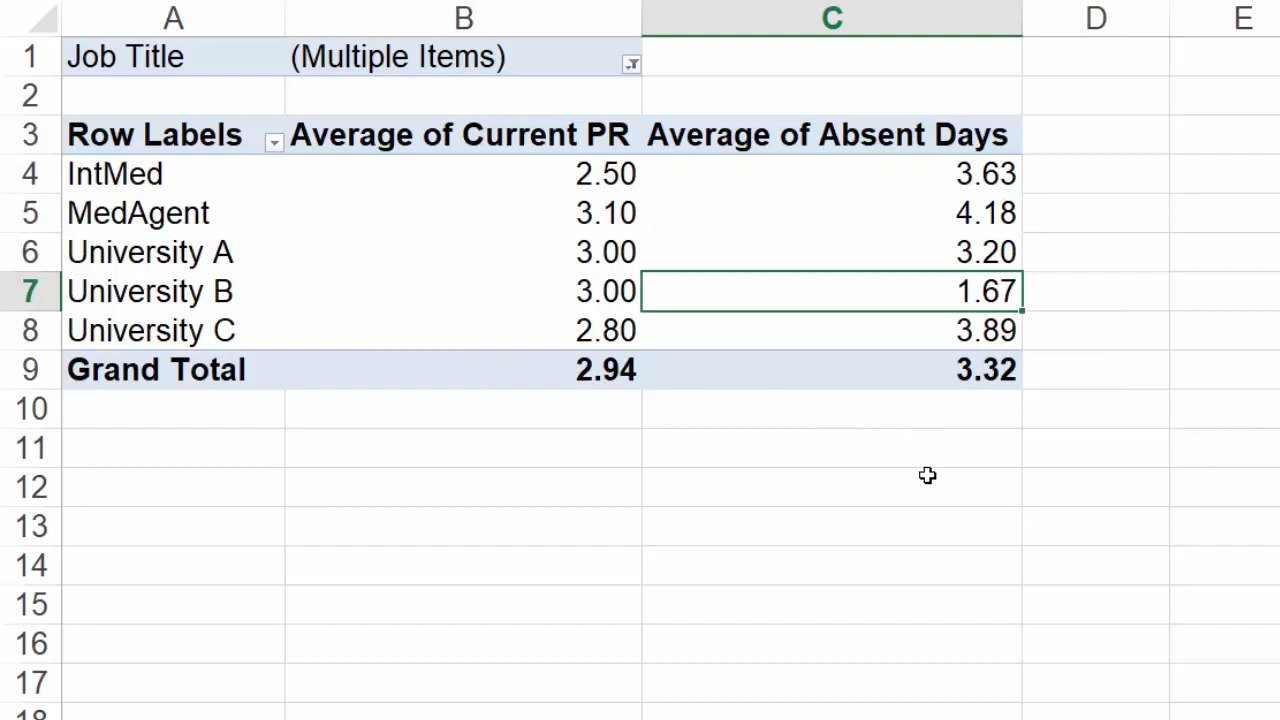 A B C D E
1 Job Title (Multiple Items)
2
3 Row Labels Average of Current PR Average of Absent Days
4 IntMed 2.50 3.63
5 MedAgent 3.10 4.18
6 University A 3.00 3.20
7 University B 3.00 1.67
8 University C 2.80 3.89
9 Grand Total 2.94 3.32
10
11
12
13
14
15
16
17
18